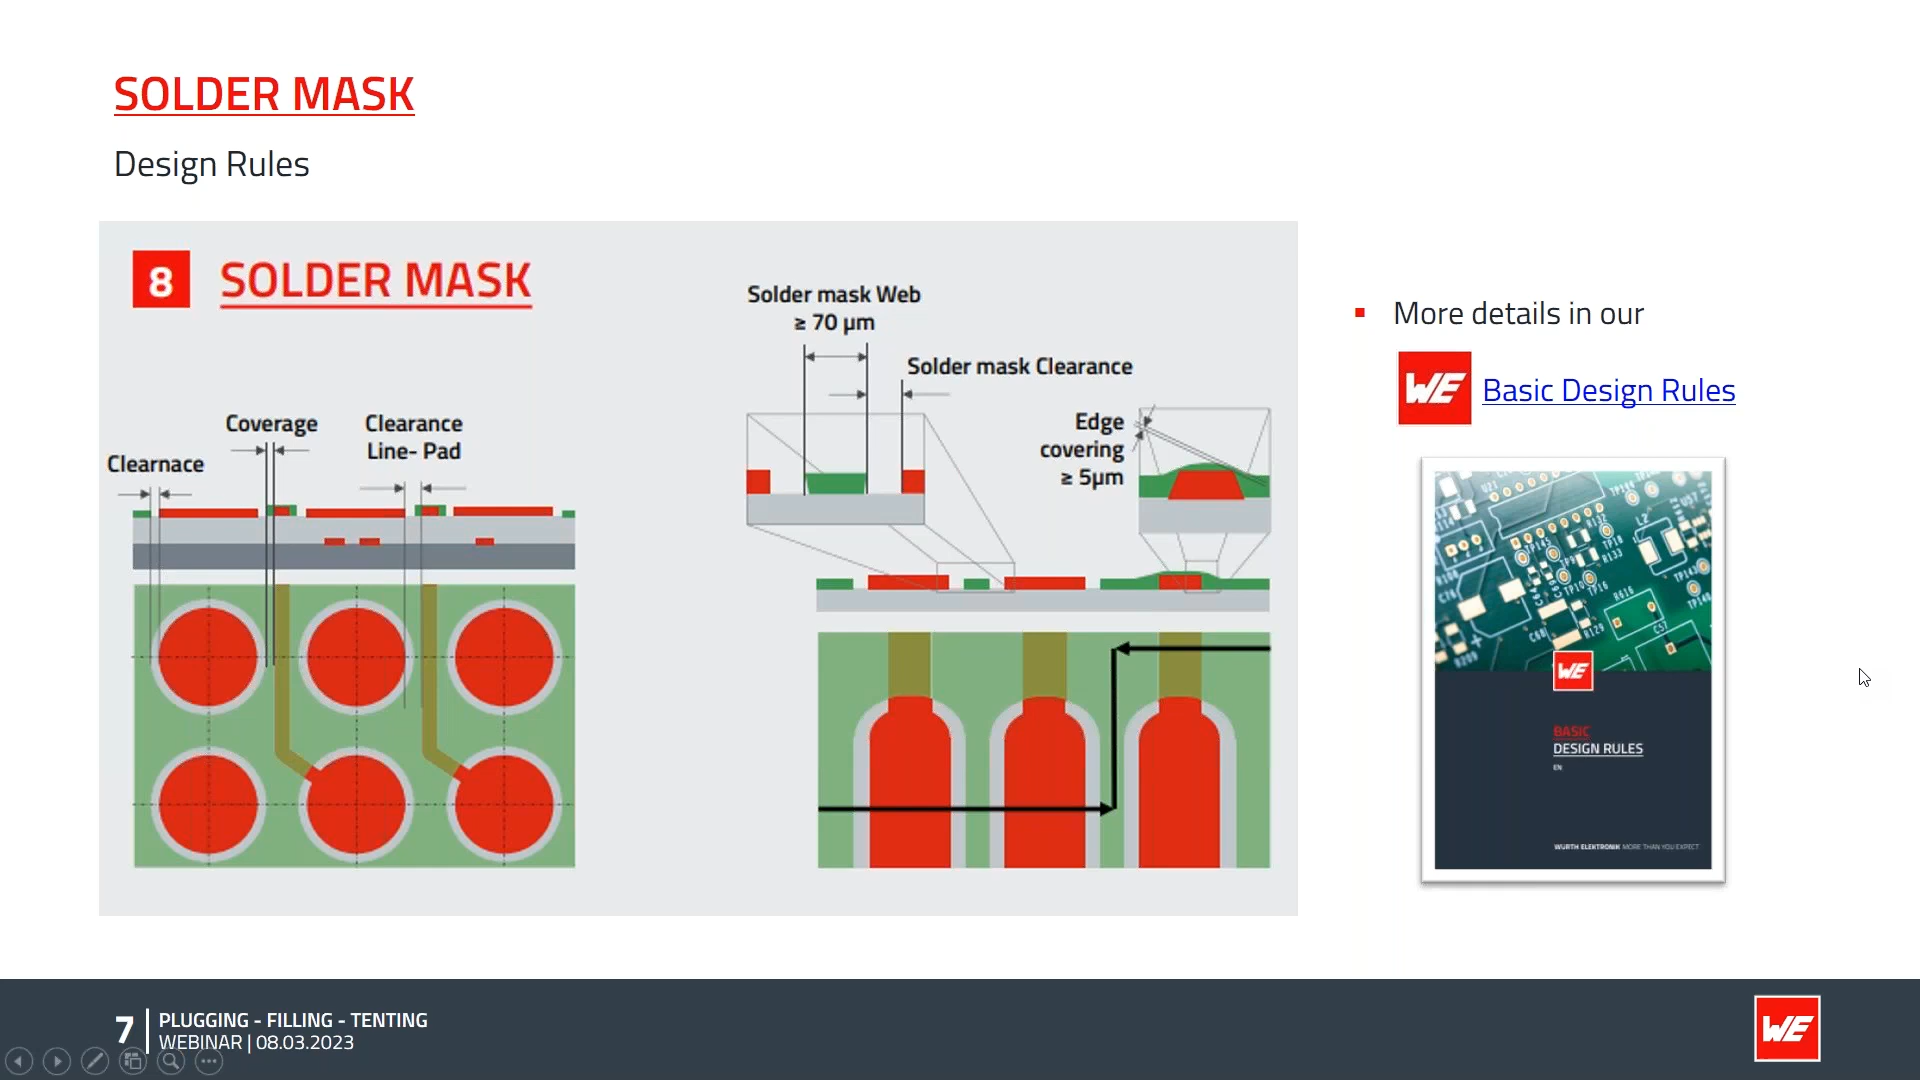 SOLDER MASK
Design Rules
8 SOLDER MASK
Solder mask Web
≥ 70 µm
Solder mask Clearance
Edge
covering
≥ 5µm
Coverage
Clearance
Line- Pad
Clearnace
More details in our
WE Basic Design Rules
WE
BASIC
DESIGN RULES
EN
WURTH ELEKTRONIK MORE THAN YOU EXPECT
7
PLUGGING - FILLING - TENTING
WEBINAR | 08.03.2023
WE